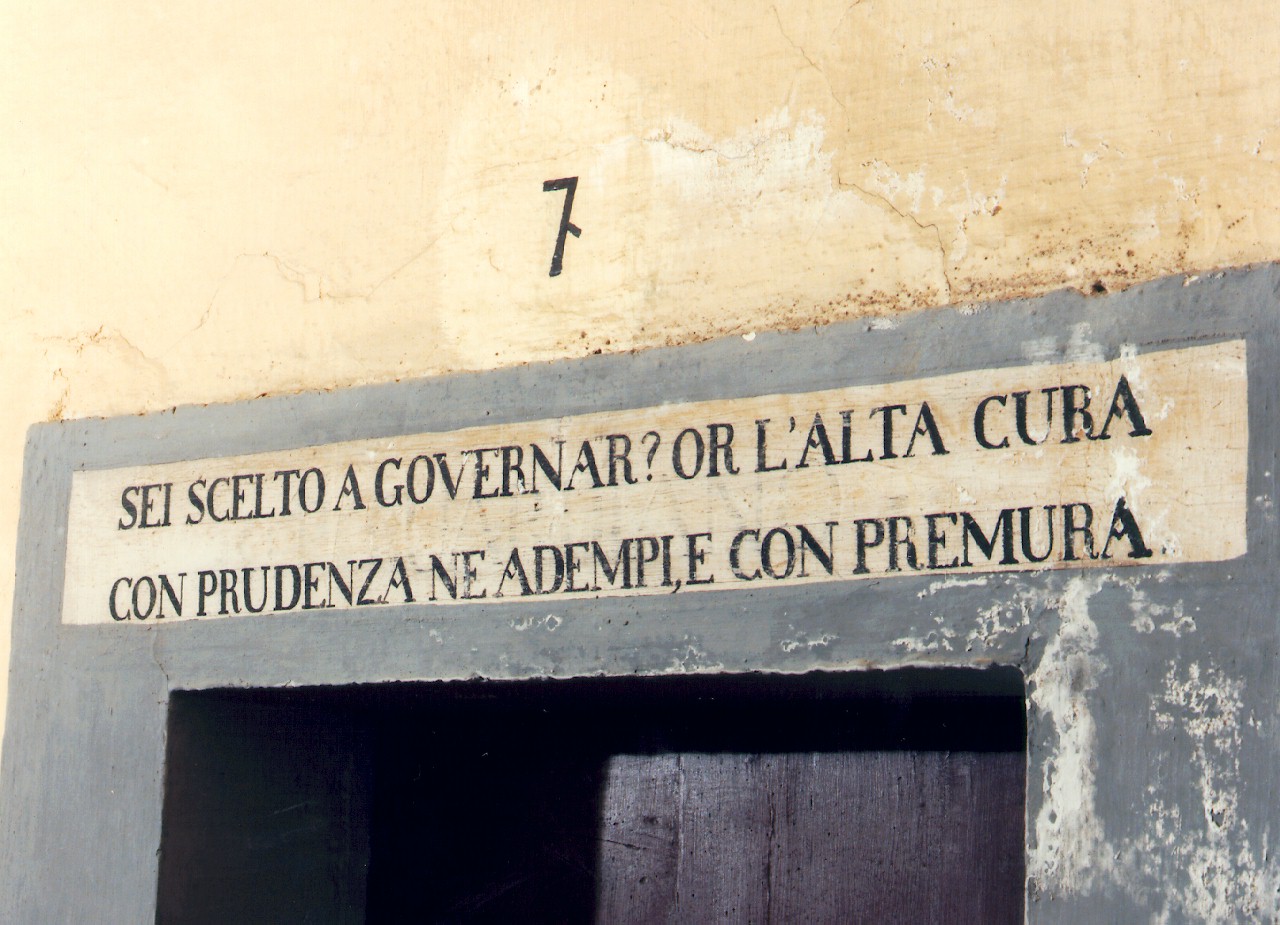 7
SEI SCELTO A GOVERNAR? OR L'ALTA CURA
CON PRUDENZA NE ADEMPI,E CON PREMURA